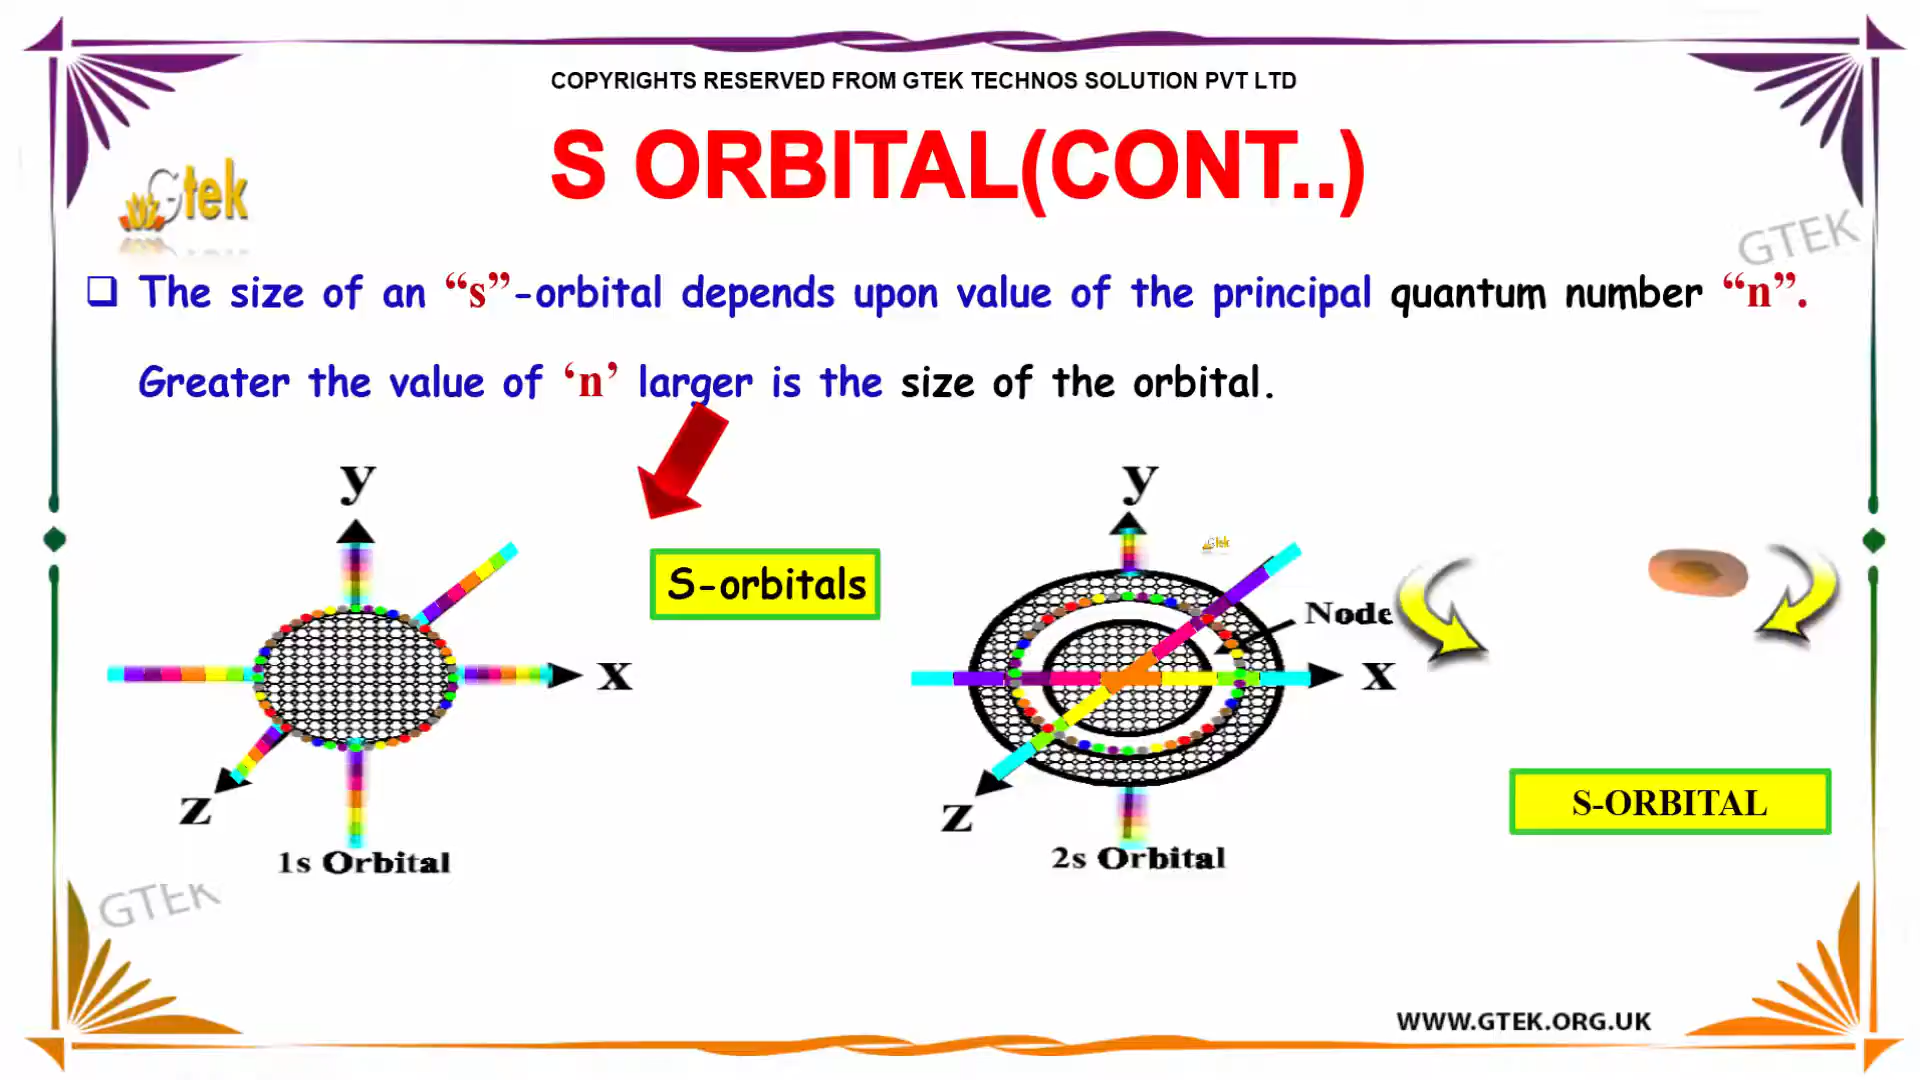 COPYRIGHTS RESERVED FROM GTEK TECHNOS SOLUTION PVT LTD
S ORBITAL(CONT..)
Gtek
GTEK
❑ The size of an “s”-orbital depends upon value of the principal quantum number “n”.
Greater the value of ‘n’ larger is the size of the orbital.
y
y
S-orbitals
Gtek
Node
x
x
z
z
S-ORBITAL
1s Orbital
2s Orbital
GTEK
WWW.GTEK.ORG.UK